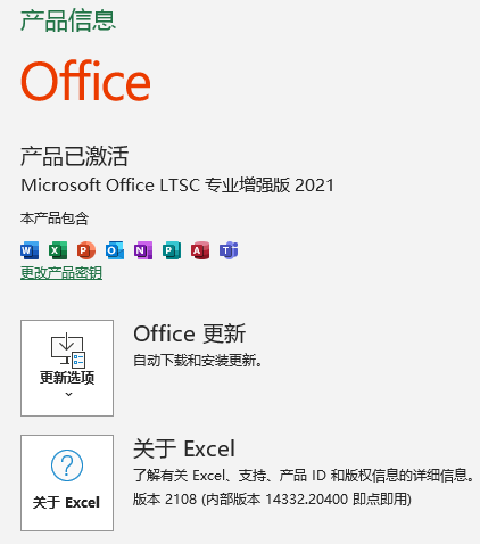 产品信息
Office
产品已激活
Microsoft Office LTSC 专业增强版 2021
本产品包含
W X P O N P A T
更改产品密钥
Office 更新
自动下载和安装更新。
更新选项
关于 Excel
了解有关 Excel、支持、产品 ID 和版权信息的详细信息。
版本 2108 (内部版本 14332.20400 即点即用)
关于 Excel